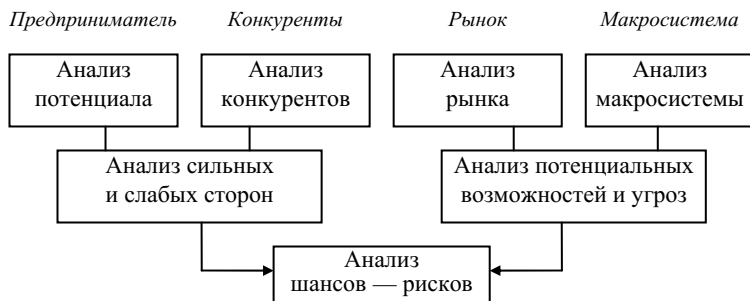 Предприниматель
Конкуренты
Рынок
Макросистема
Анализ
потенциала
Анализ
конкурентов
Анализ
рынка
Анализ
макросистемы
Анализ сильных
и слабых сторон
Анализ потенциальных
возможностей и угроз
Анализ
шансов — рисков